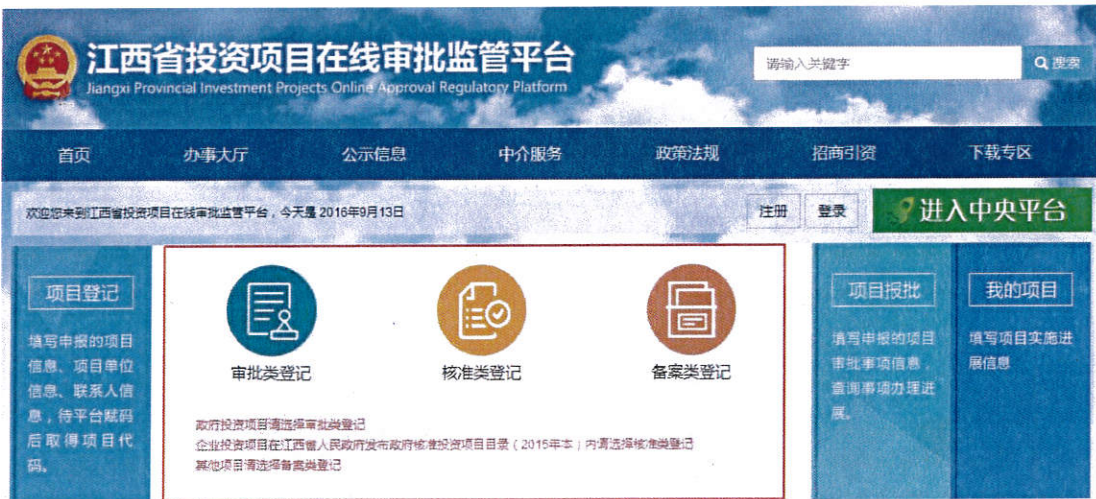 江西省投资项目在线审批监管平台
Jiangxi Provincial Investment Projects Online Approval Regulatory Platform
请输入关键字
搜索
首页
办事大厅
公示信息
中介服务
政策法规
招商引资
下载专区
欢迎您来到江西省投资项目在线审批监管平台，今天是 2016年9月13日
注册
登录
进入中央平台
项目登记
填写申报的项目
信息、项目单位
信息、联系人信
息，待平台赋码
后取得项目代
码。
审批类登记
核准类登记
备案类登记
政府投资项目请选择审批类登记
企业投资项目在江西省人民政府发布政府核准投资项目目录（2015年本）内请选择核准类登记
其他项目请选择备案类登记
项目报批
填写申报的项目
审批事项信息，
查询事项办理进
展。
我的项目
填写项目实施进
展信息